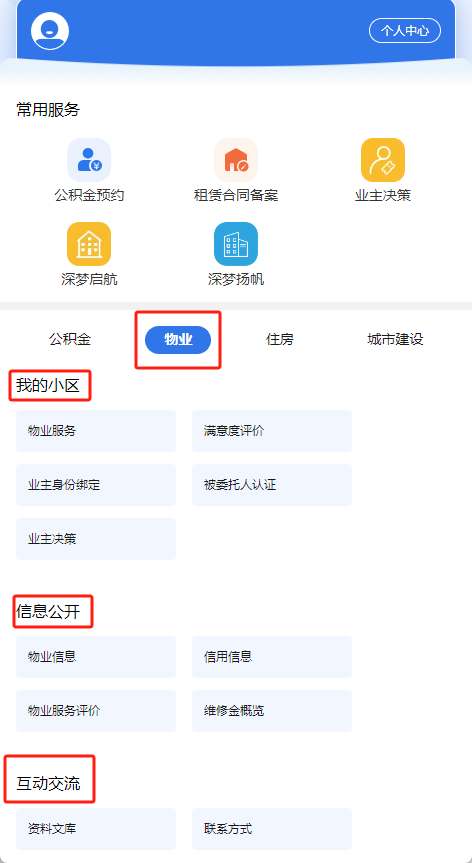 个人中心
常用服务
公积金预约 租赁合同备案 业主决策
深梦启航 深梦扬帆
公积金 物业 住房 城市建设
我的小区
物业服务 满意度评价
业主身份绑定 被委托人认证
业主决策
信息公开
物业信息 信用信息
物业服务评价 维修金概览
互动交流
资料文库 联系方式